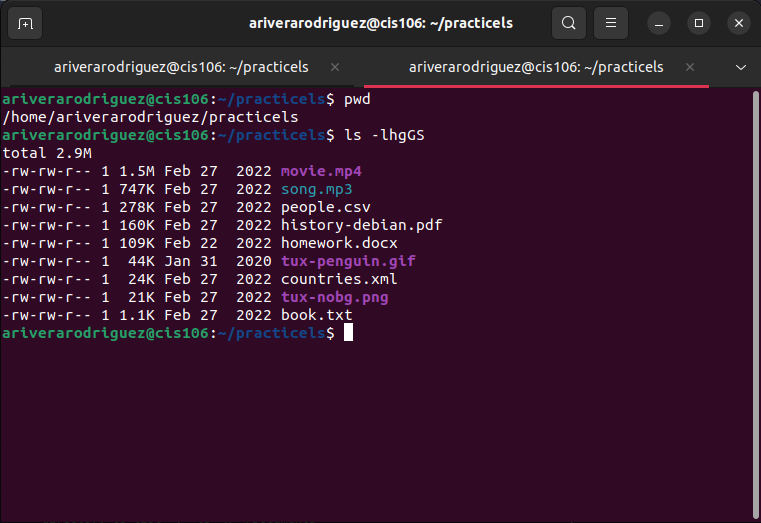 ariverarodriguez@cis106: ~/practicels
ariverarodriguez@cis106: ~/practicels
ariverarodriguez@cis106: ~/practicels
ariverarodriguez@cis106:~/practicels$ pwd
/home/ariverarodriguez/practicels
ariverarodriguez@cis106:~/practicels$ ls -lhgGS
total 2.9M
-rw-rw-r-- 1 1.5M Feb 27  2022 movie.mp4
-rw-rw-r-- 1 747K Feb 27  2022 song.mp3
-rw-rw-r-- 1 278K Feb 27  2022 people.csv
-rw-rw-r-- 1 160K Feb 27  2022 history-debian.pdf
-rw-rw-r-- 1 109K Feb 22  2022 homework.docx
-rw-rw-r-- 1  44K Jan 31  2020 tux-penguin.gif
-rw-rw-r-- 1  24K Feb 27  2022 countries.xml
-rw-rw-r-- 1  21K Feb 27  2022 tux-nobg.png
-rw-rw-r-- 1 1.1K Feb 27  2022 book.txt
ariverarodriguez@cis106:~/practicels$